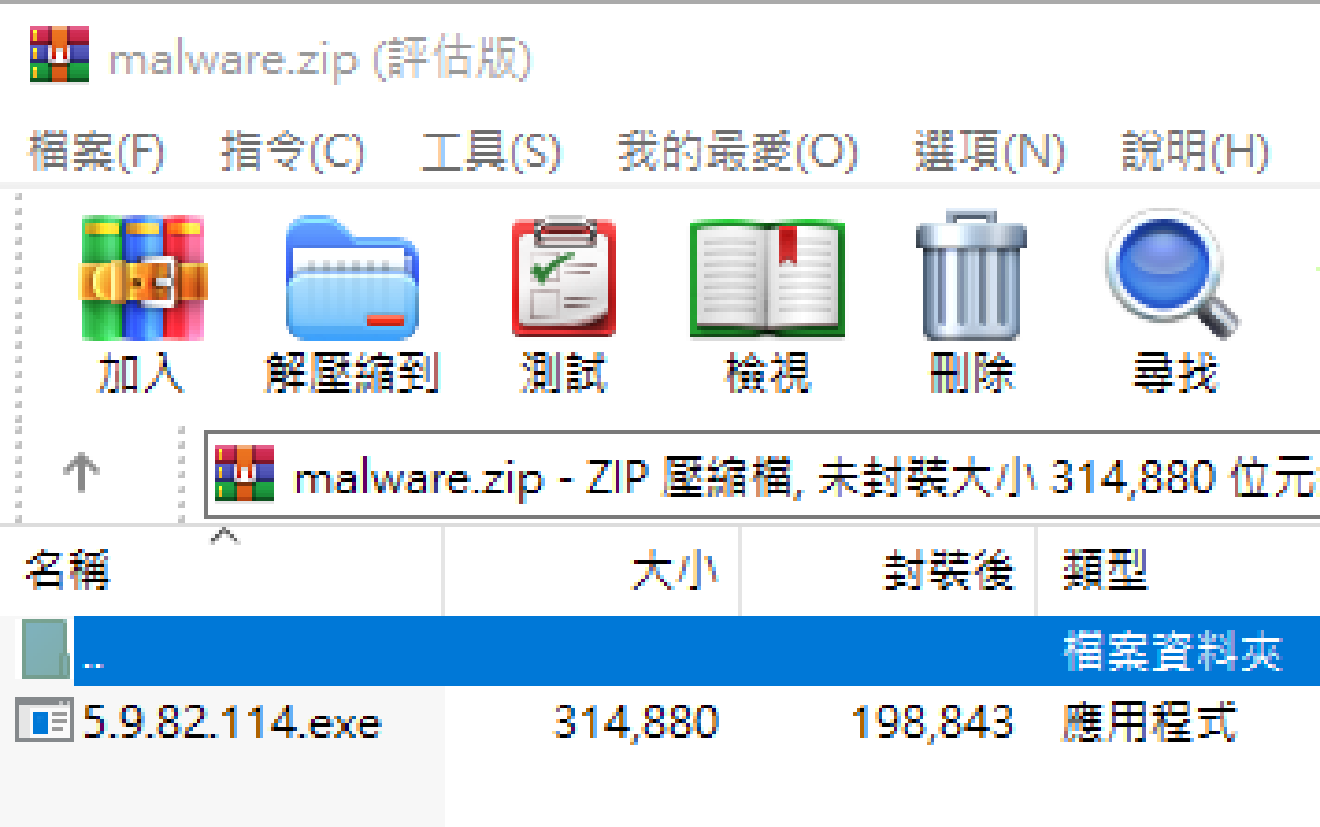 malware.zip (評估版)
檔案(F) 指令(C) 工具(S) 我的最愛(O) 選項(N) 說明(H)
加入 解壓縮到 測試 檢視 刪除 尋找
malware.zip - ZIP 壓縮檔, 未封裝大小 314,880 位元
名稱 大小 封裝後 類型
.. 檔案資料夾
5.9.82.114.exe 314,880 198,843 應用程式